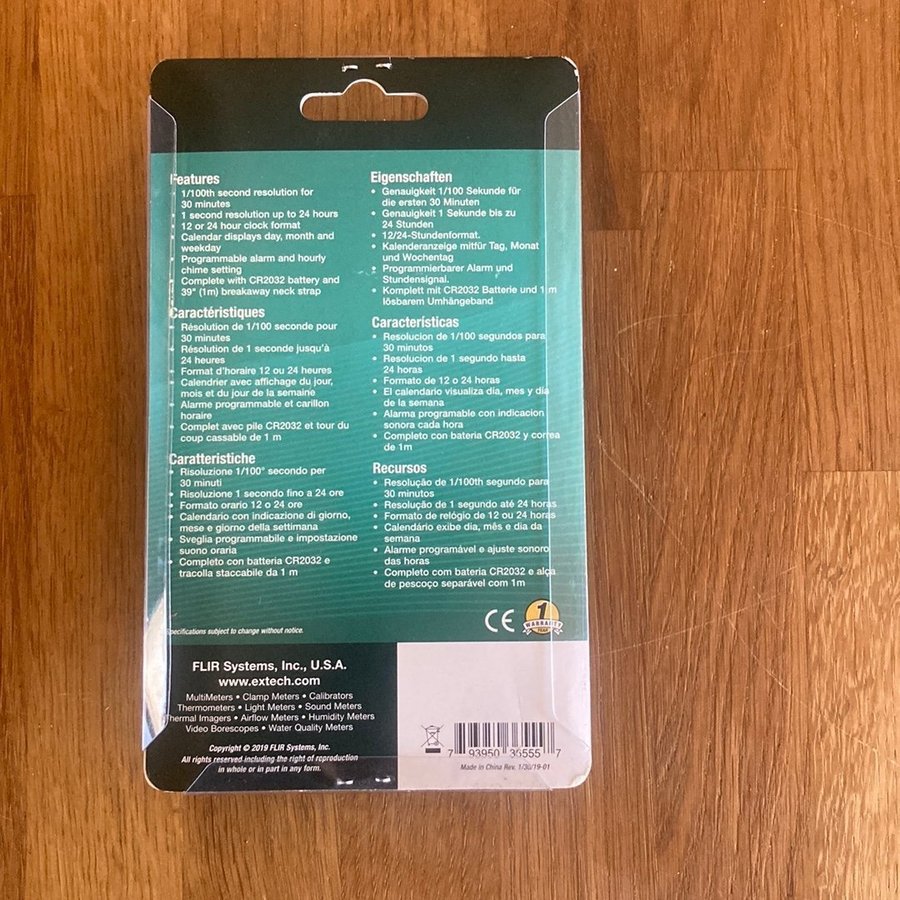 Features
• 1/100th second resolution for
30 minutes
• 1 second resolution up to 24 hours
• 12 or 24 hour clock format
• Calendar displays day, month and
weekday
• Programmable alarm and hourly
chime setting
• Complete with CR2032 battery and
39" (1m) breakaway neck strap
Caractéristiques
• Résolution de 1/100 seconde pour
30 minutes
• Résolution de 1 seconde jusqu'à
24 heures
• Format d'horaire 12 ou 24 heures
• Calendrier avec affichage du jour,
mois et du jour de la semaine
• Alarme programmable et carillon
horaire
• Complet avec pile CR2032 et tour du
coup cassable de 1 m
Caratteristiche
• Risoluzione 1/100° secondo per
30 minuti
• Risoluzione 1 secondo fino a 24 ore
• Formato orario 12 o 24 ore
• Calendario con indicazione di giorno,
mese e giorno della settimana
• Sveglia programmabile e impostazione
suono oraria
• Completo con batteria CR2032 e
tracolla staccabile da 1 m
Eigenschaften
• Genauigkeit 1/100 Sekunde für
die ersten 30 Minuten
• Genauigkeit 1 Sekunde bis zu
24 Stunden
• 12/24-Stundenformat.
• Kalenderanzeige mitfür Tag, Monat
und Wochentag
• Programmierbarer Alarm und
Stundensignal.
• Komplett mit CR2032 Batterie und 1 m
lösbarem Umhängeband
Características
• Resolucion de 1/100 segundos para
30 minutos
• Resolucion de 1 segundo hasta
24 horas
• Formato de 12 o 24 horas
• El calendario visualiza dia, mes y dia
de la semana
• Alarma programable con indicacion
sonora cada hora
• Completo con bateria CR2032 y correa
de 1m
Recursos
• Resolução de 1/100th segundo para
30 minutos
• Resolução de 1 segundo até 24 horas
• Formato de relógio de 12 ou 24 horas
• Calendário exibe dia, mês e dia da
semana
• Alarme programável e ajuste sonoro
das horas
• Completo com bateria CR2032 e alça
de pescoço separável com 1m
CE
1
WARRANTY
YEAR
Specifications subject to change without notice.
FLIR Systems, Inc., U.S.A.
www.extech.com
MultiMeters • Clamp Meters • Calibrators
Thermometers • Light Meters • Sound Meters
Thermal Imagers • Airflow Meters • Humidity Meters
Video Borescopes • Water Quality Meters
Copyright © 2019 FLIR Systems, Inc.
All rights reserved including the right of reproduction
in whole or in part in any form.
7 93950 36555 7
Made in China Rev. 1/30/19-01